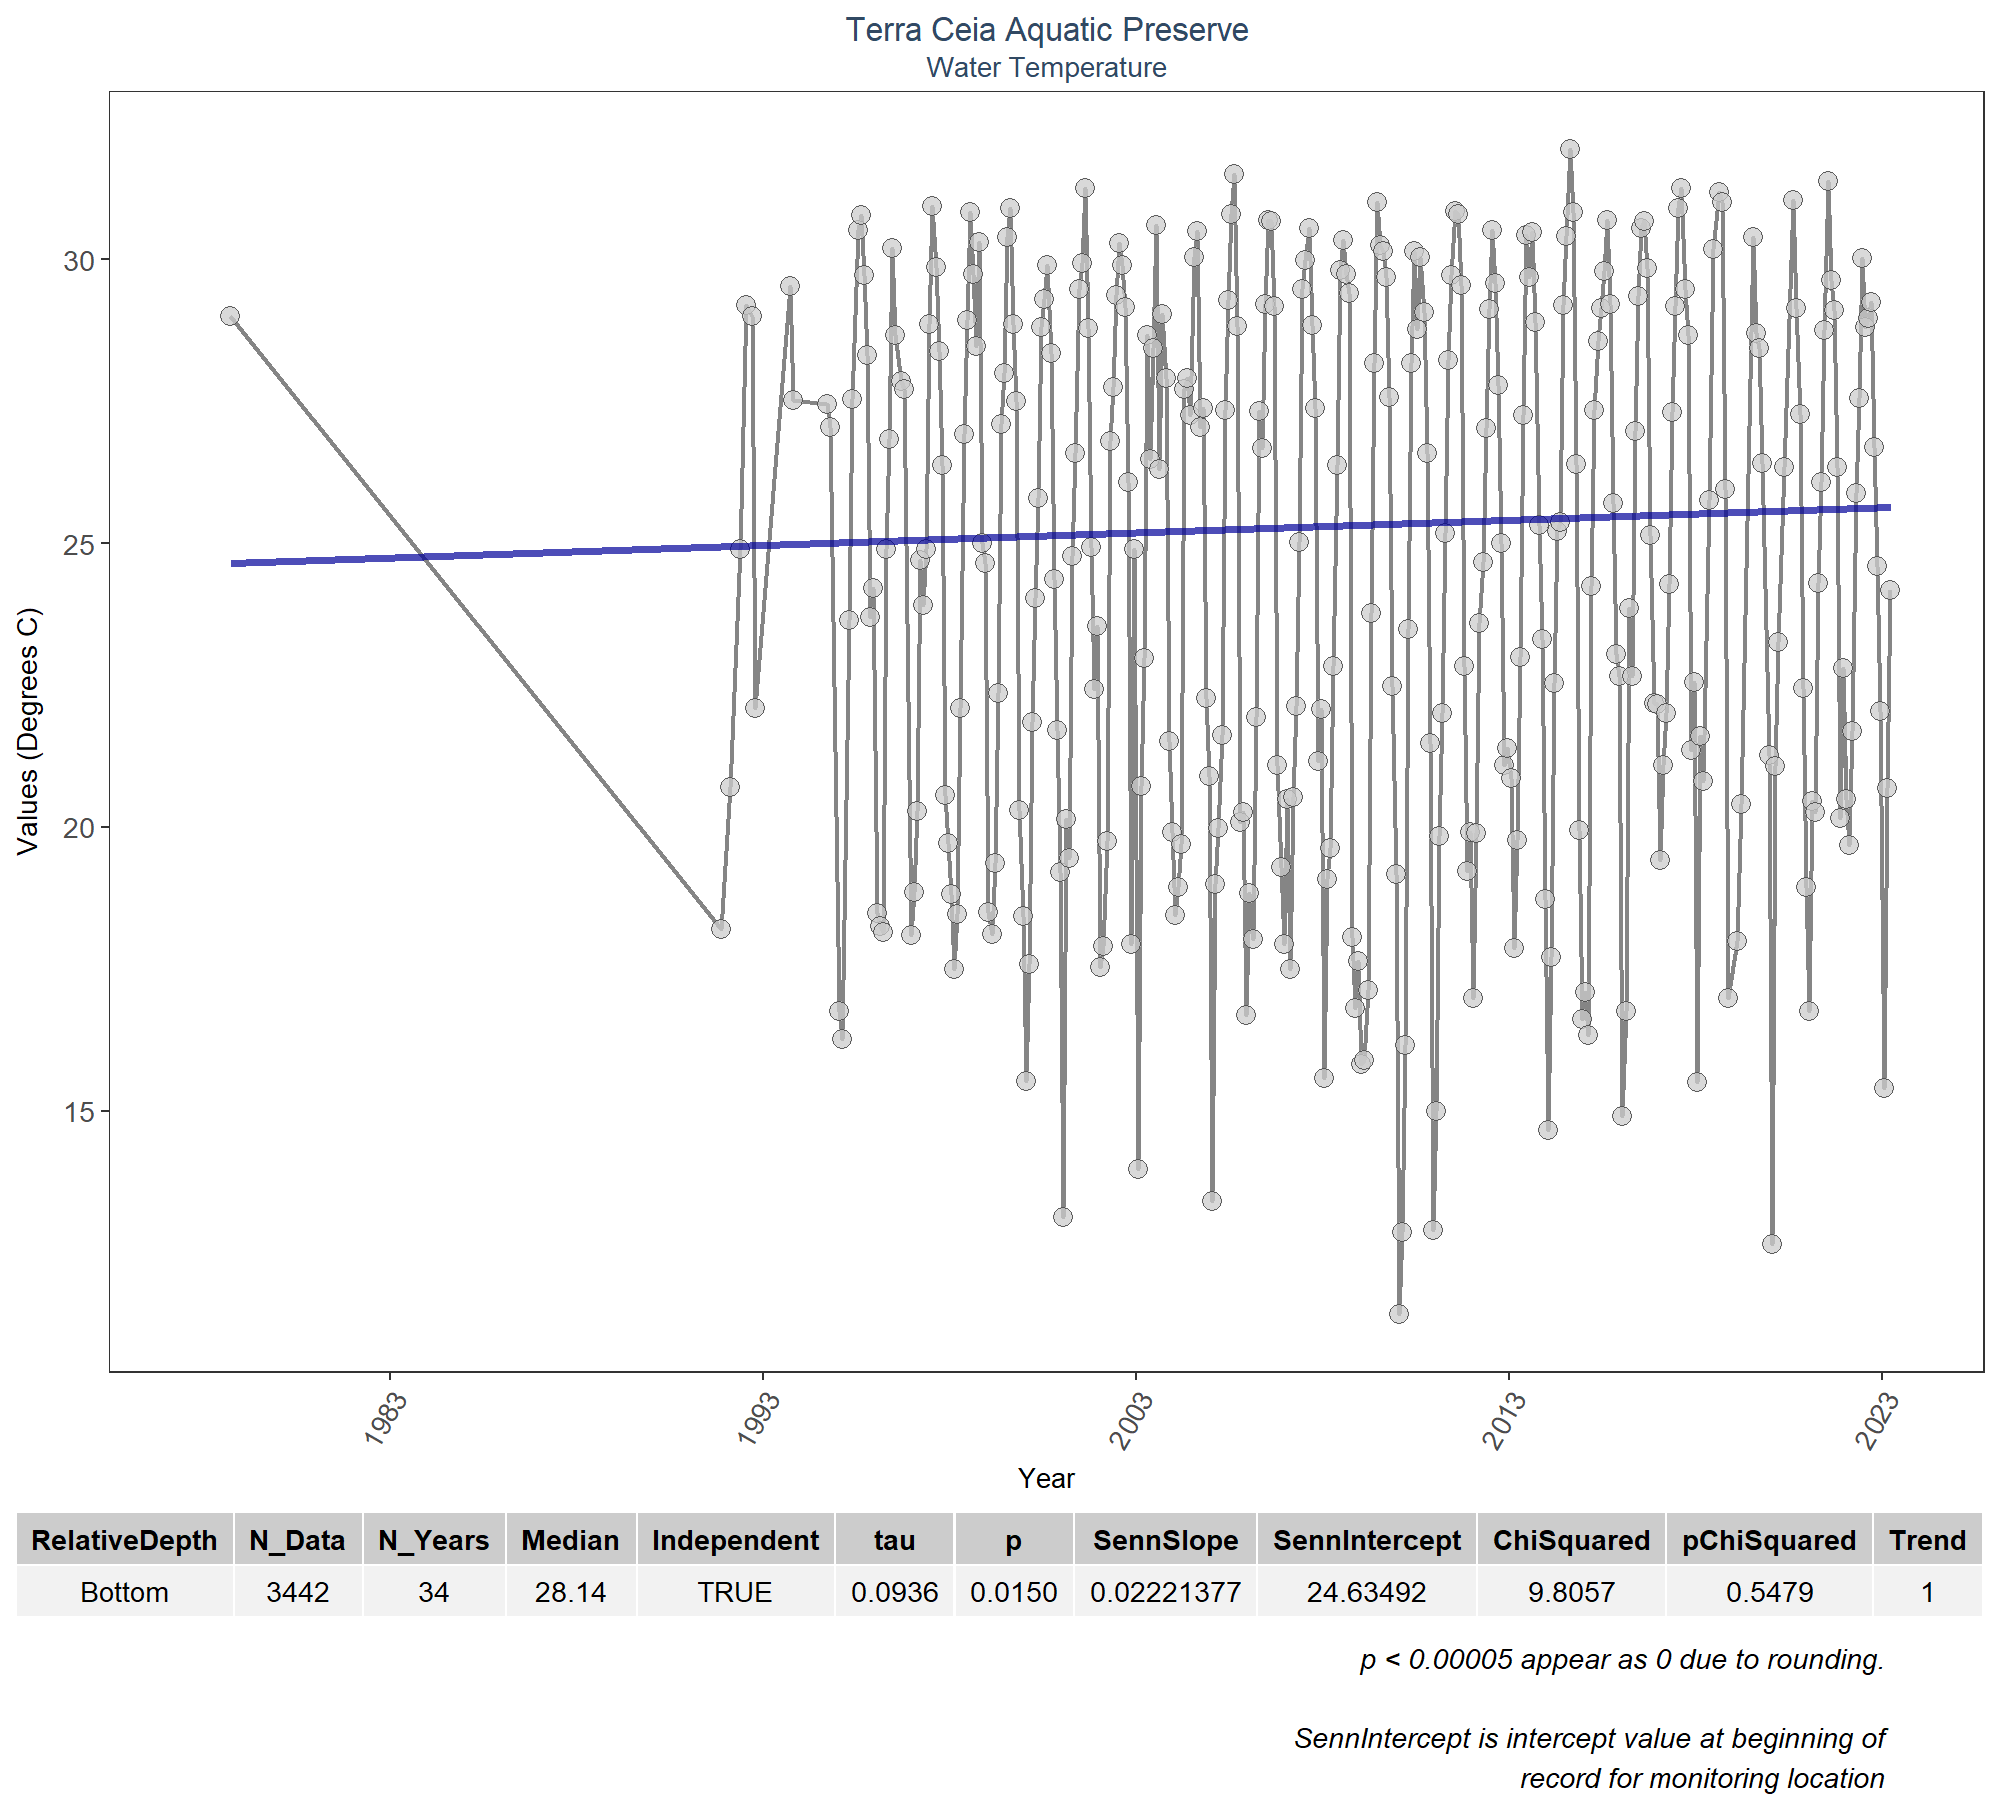 Terra Ceia Aquatic Preserve
Water Temperature
Values (Degrees C)
30
25
20
15
1983
1993
2003
2013
2023
Year
RelativeDepth N_Data N_Years Median Independent tau p SennSlope SennIntercept ChiSquared pChiSquared Trend
Bottom 3442 34 28.14 TRUE 0.0936 0.0150 0.02221377 24.63492 9.8057 0.5479 1
p < 0.00005 appear as 0 due to rounding.
SennIntercept is intercept value at beginning of
record for monitoring location